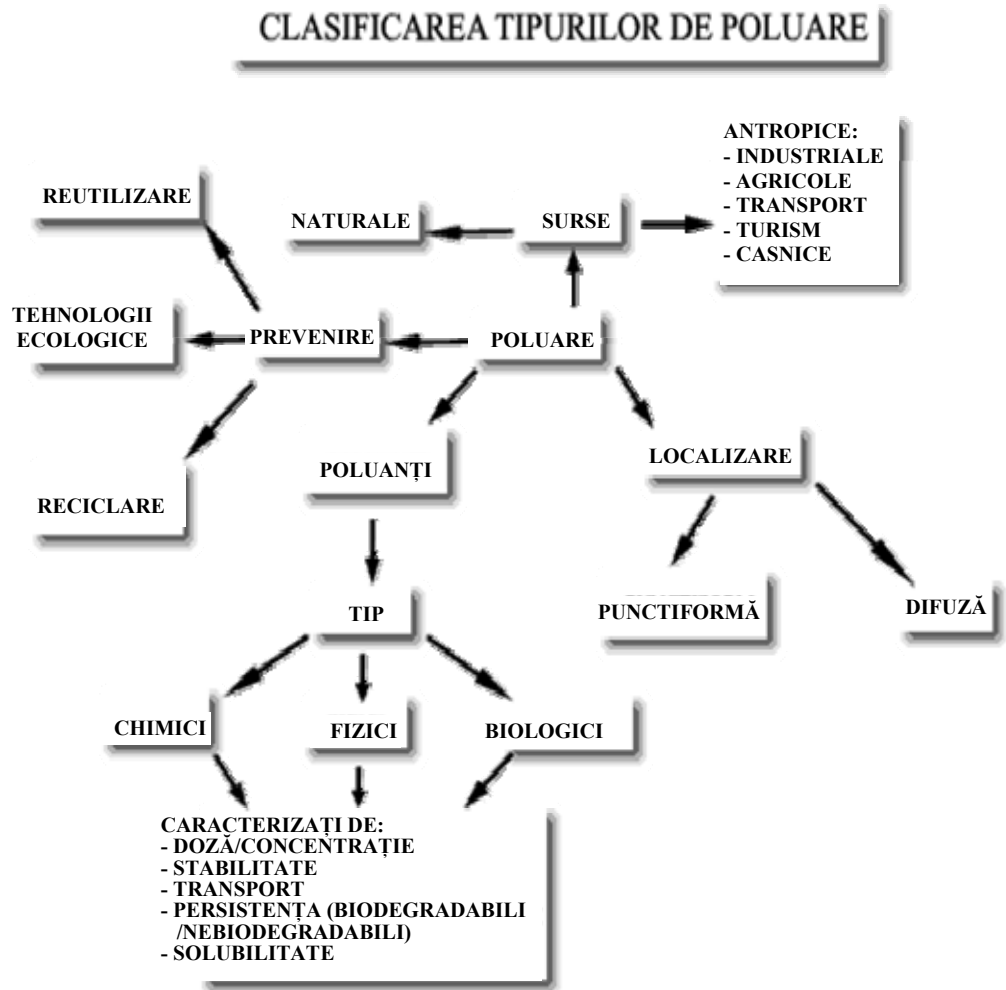 CLASIFICAREA TIPURILOR DE POLUARE
ANTROPICE:
- INDUSTRIALE
- AGRICOLE
- TRANSPORT
- TURISM
- CASNICE
REUTILIZARE
NATURALE
SURSE
TEHNOLOGII
ECOLOGICE
PREVENIRE
POLUARE
POLUANȚI
LOCALIZARE
RECICLARE
TIP
PUNCTIFORMĂ
DIFUZĂ
CHIMICI
FIZICI
BIOLOGICI
CARACTERIZAȚI DE:
- DOZĂ/CONCENTRAȚIE
- STABILITATE
- TRANSPORT
- PERSISTENȚA (BIODEGRADABILI
/NEBIODEGRADABILI)
- SOLUBILITATE